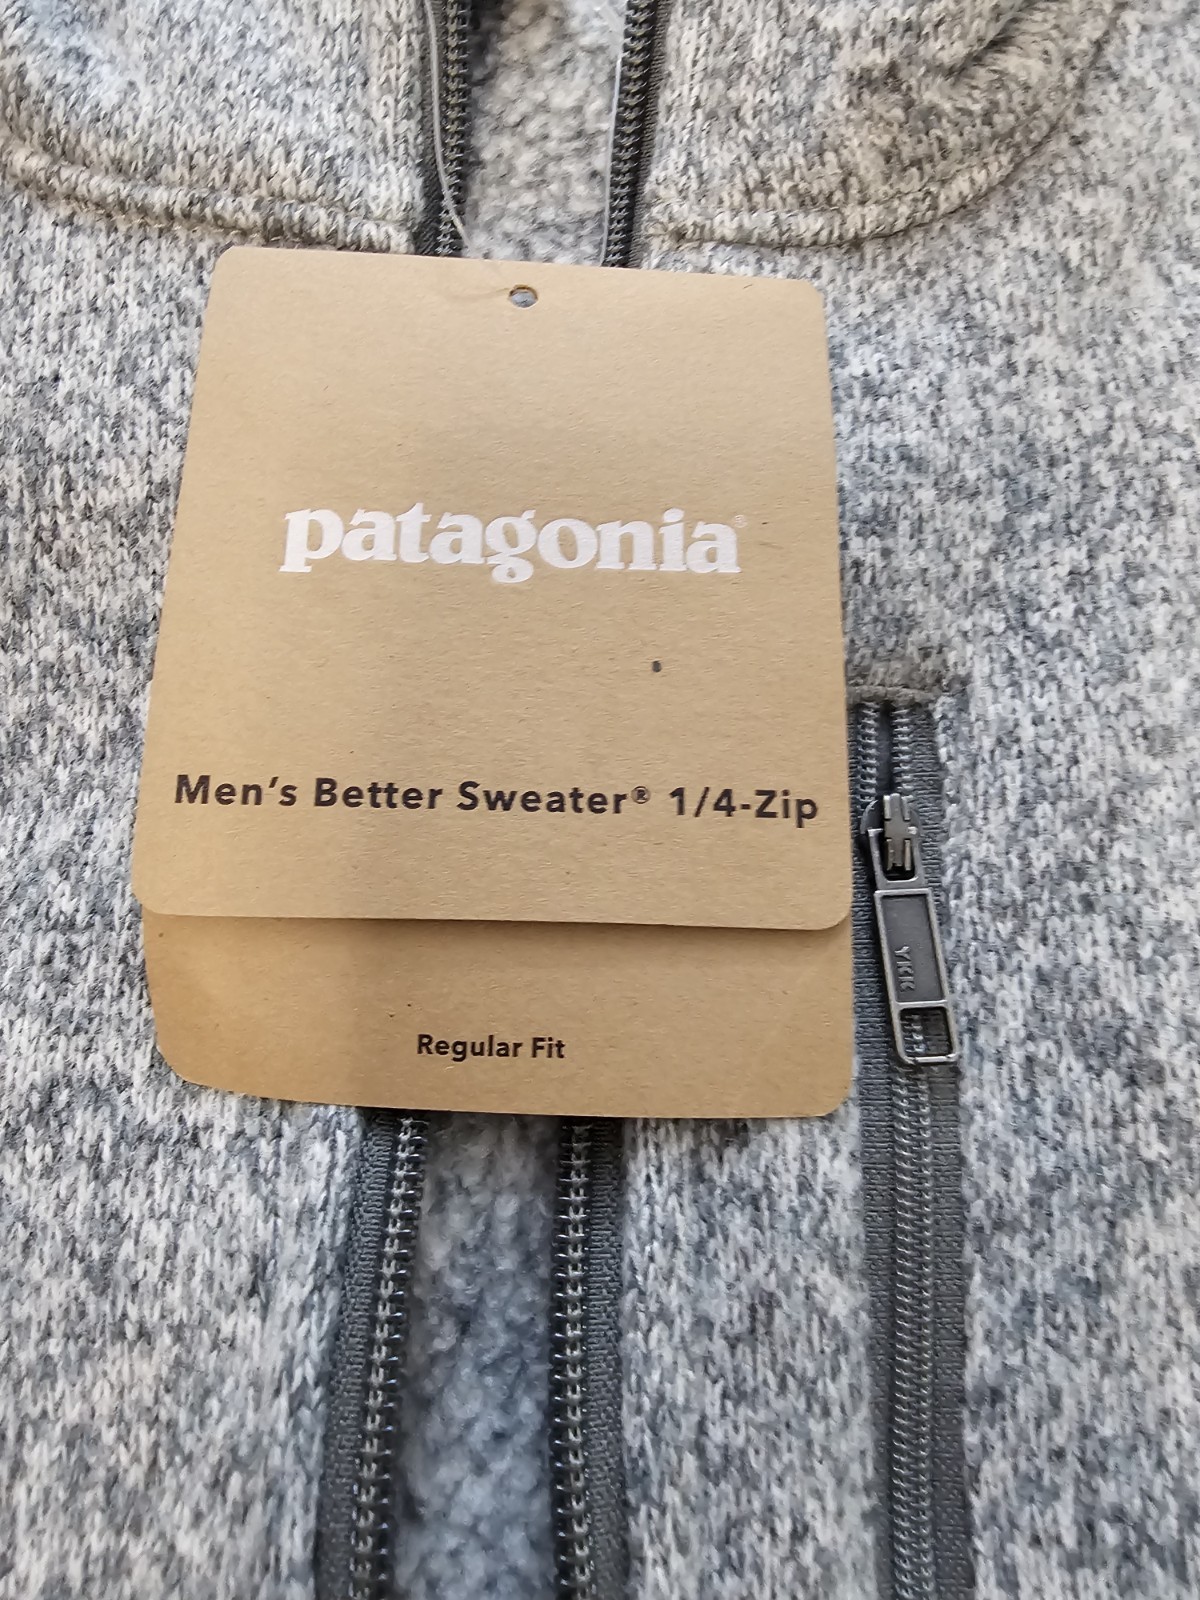 patagonia®
Men's Better Sweater® 1/4-Zip
Regular Fit
YKK